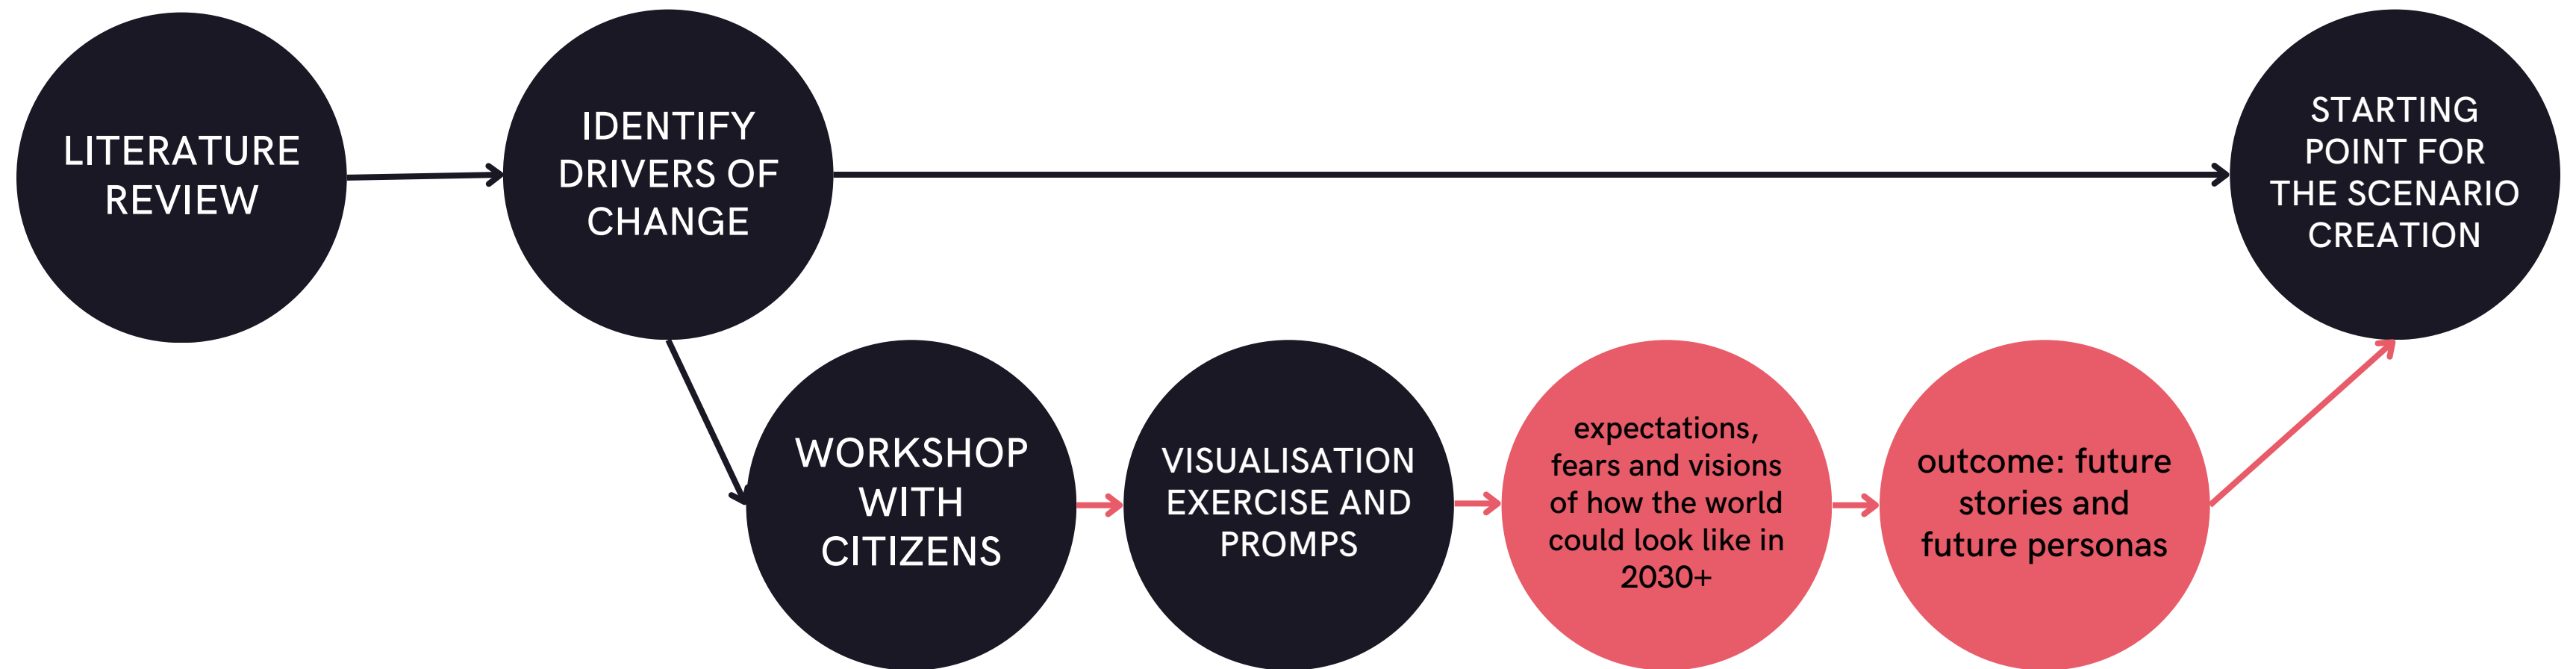 LITERATURE
REVIEW
IDENTIFY
DRIVERS OF
CHANGE
STARTING
POINT FOR
THE SCENARIO
CREATION
WORKSHOP
WITH
CITIZENS
VISUALISATION
EXERCISE AND
PROMPS
expectations,
fears and visions
of how the world
could look like in
2030+
outcome: future
stories and
future personas